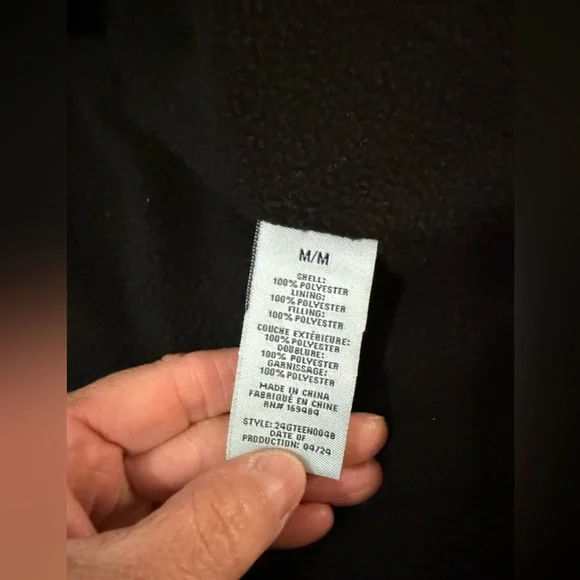 M/M
SHELL:
100% POLYESTER
LINING:
100% POLYESTER
FILLING:
100% POLYESTER
COUCHE EXTÉRIEURE:
100% POLYESTER
DOUBLURE:
100% POLYESTER
GARNISSAGE:
100% POLYESTER
MADE IN CHINA
FABRIQUÉ EN CHINE
RN# 169484
STYLE: 24GTEEN004B
DATE OF
PRODUCTION: 04/24